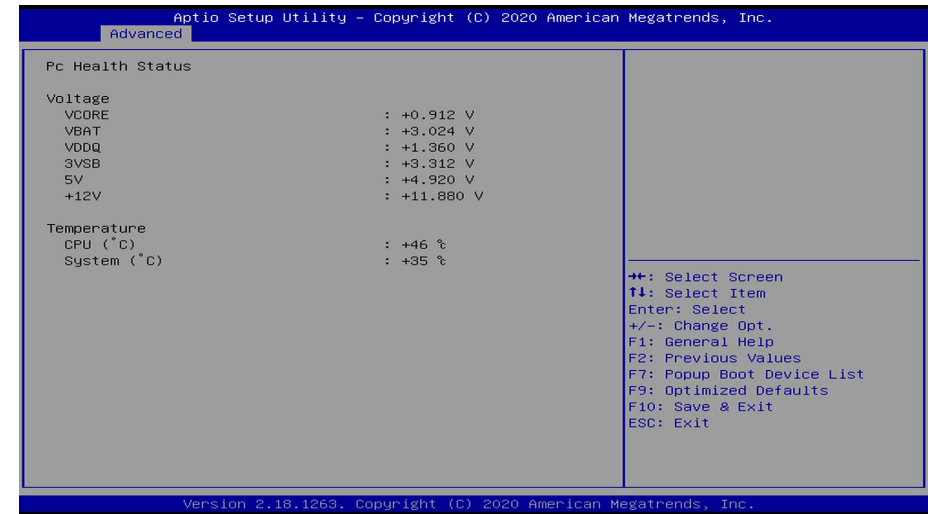 Aptio Setup Utility – Copyright (C) 2020 American Megatrends, Inc.
Advanced
Pc Health Status
Voltage
VCORE : +0.912 V
VBAT : +3.024 V
VDDQ : +1.360 V
3VSB : +3.312 V
5V : +4.920 V
+12V : +11.880 V
Temperature
CPU (°C) : +46 ℃
System (°C) : +35 ℃
→←: Select Screen
↑↓: Select Item
Enter: Select
+/-: Change Opt.
F1: General Help
F2: Previous Values
F7: Popup Boot Device List
F9: Optimized Defaults
F10: Save & Exit
ESC: Exit
Version 2.18.1263. Copyright (C) 2020 American Megatrends, Inc.